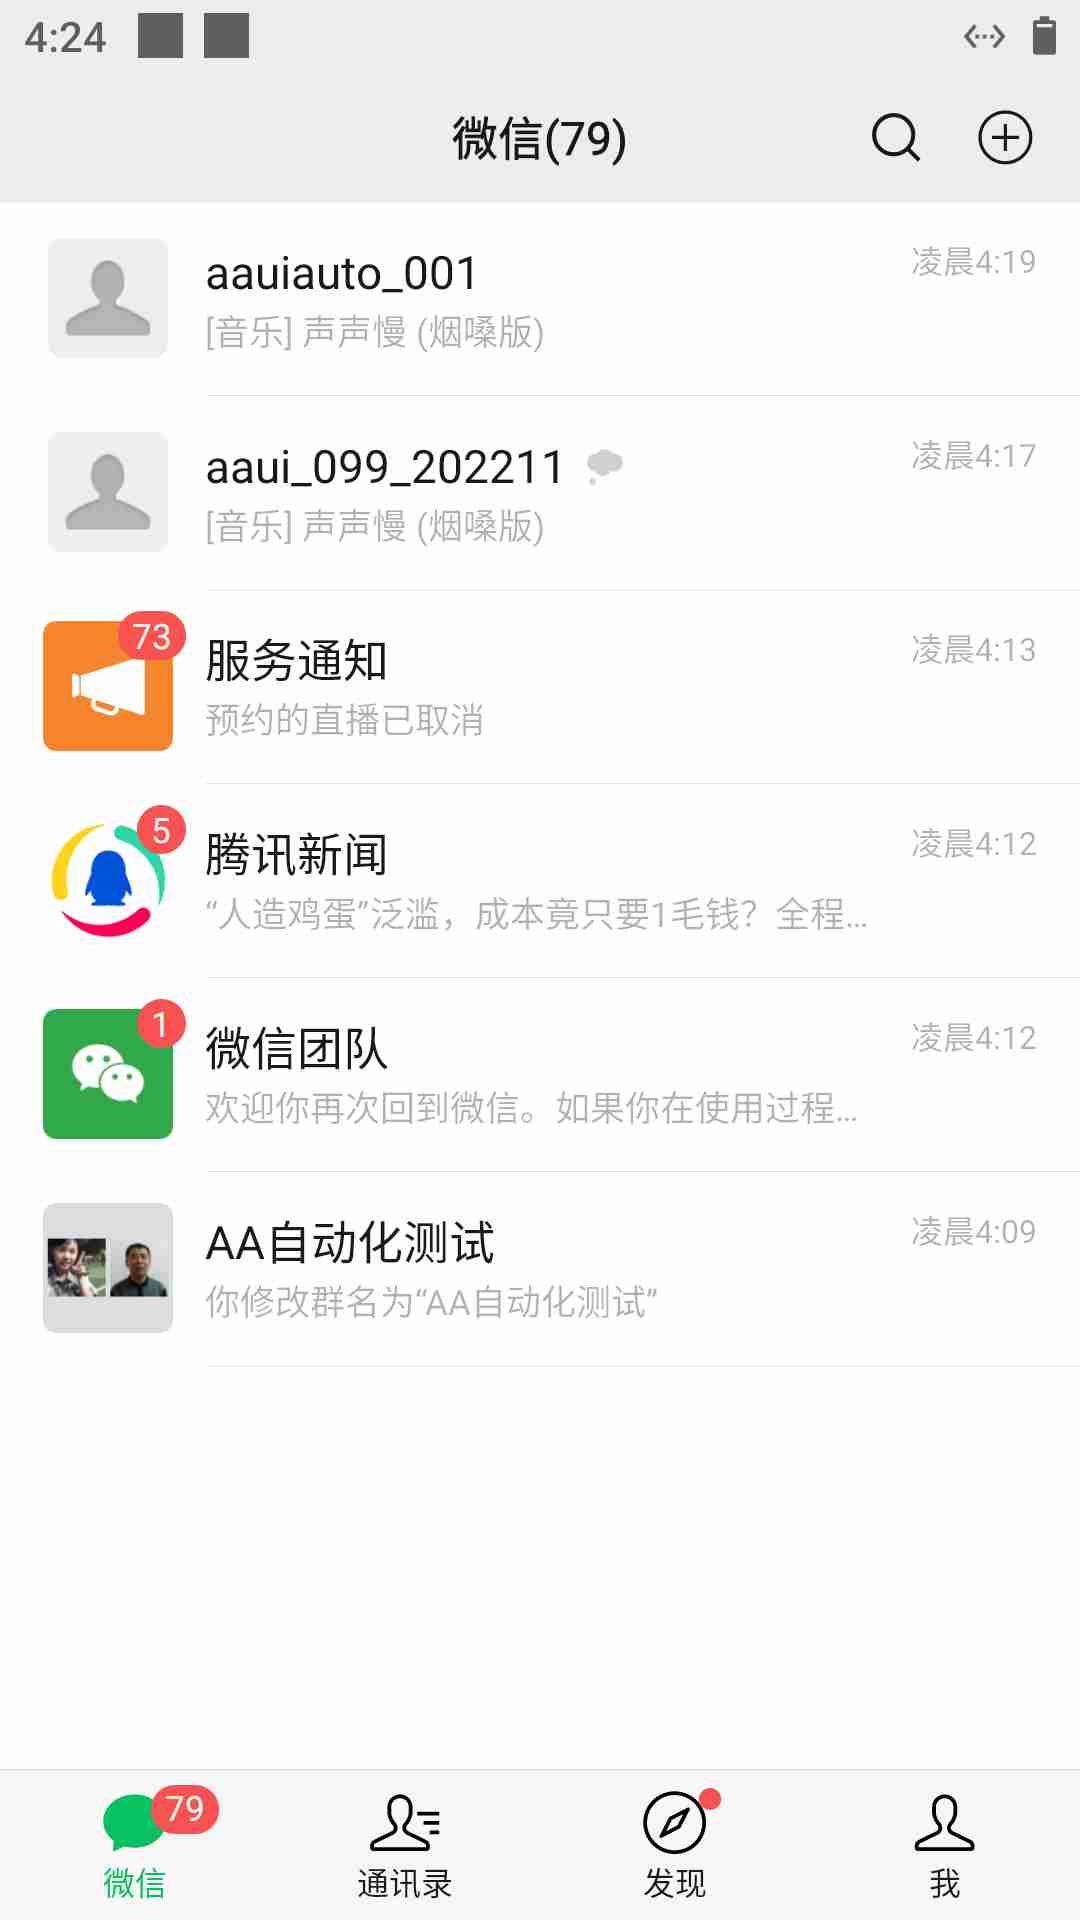 4:24
微信(79)
aauiauto_001
凌晨4:19
[音乐] 声声慢 (烟嗓版)
aaui_099_202211
凌晨4:17
[音乐] 声声慢 (烟嗓版)
73
服务通知
凌晨4:13
预约的直播已取消
5
腾讯新闻
凌晨4:12
“人造鸡蛋”泛滥，成本竟只要1毛钱？全程...
1
微信团队
凌晨4:12
欢迎你再次回到微信。如果你在使用过程...
AA自动化测试
凌晨4:09
你修改群名为“AA自动化测试”
79
微信
通讯录
发现
我